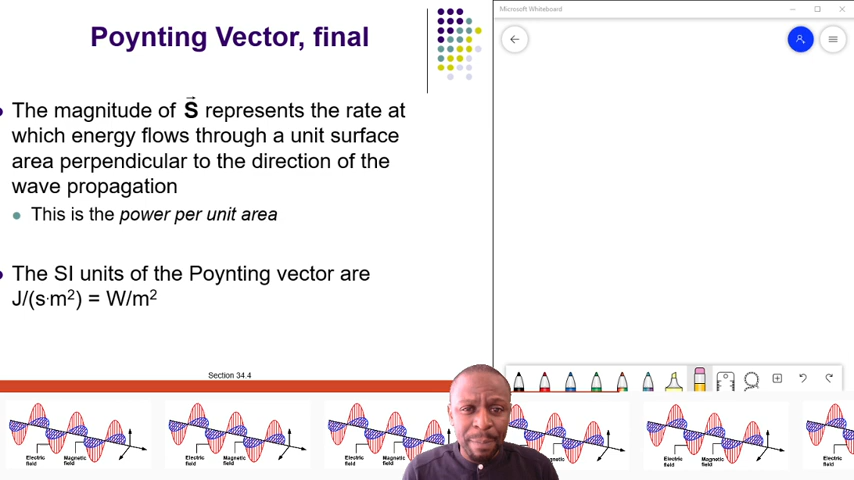 Poynting Vector, final
The magnitude of S⃗ represents the rate at
which energy flows through a unit surface
area perpendicular to the direction of the
wave propagation
This is the power per unit area
The SI units of the Poynting vector are
J/(s·m²) = W/m²
Section 34.4
Microsoft Whiteboard
Electric
field
Magnetic
field
Electric
field
Magnetic
field
Electric
field
Magnetic
field
Electric
field
Magnetic
field
Electric
field